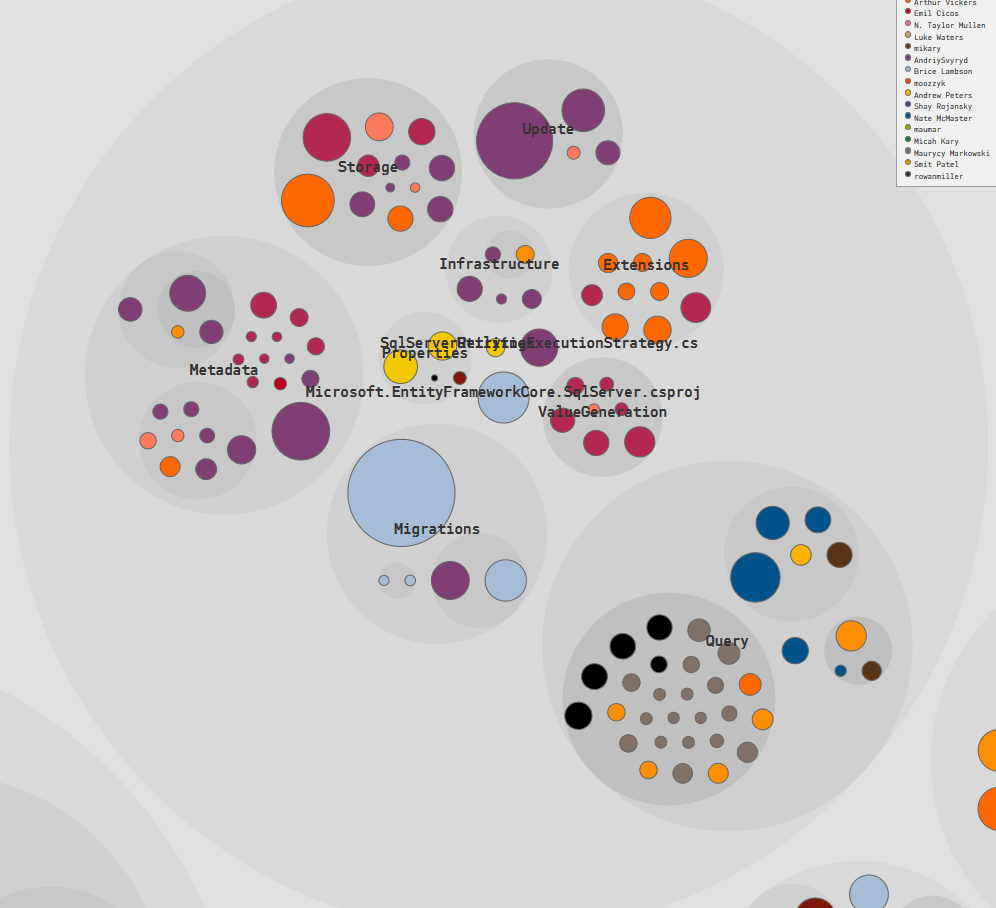 Arthur Vickers
Emil Cicos
N. Taylor Mullen
Luke Waters
mikary
AndriySvyryd
Brice Lambson
moozzyk
Andrew Peters
Shay Rojansky
Nate McMaster
maumar
Micah Kary
Maurycy Markowski
Smit Patel
rowanmiller
Update
Storage
Infrastructure
Extensions
ExecutionStrategy.cs
Properties
Metadata
Microsoft.EntityFrameworkCore.SqlServer.csproj
ValueGeneration
Migrations
Query